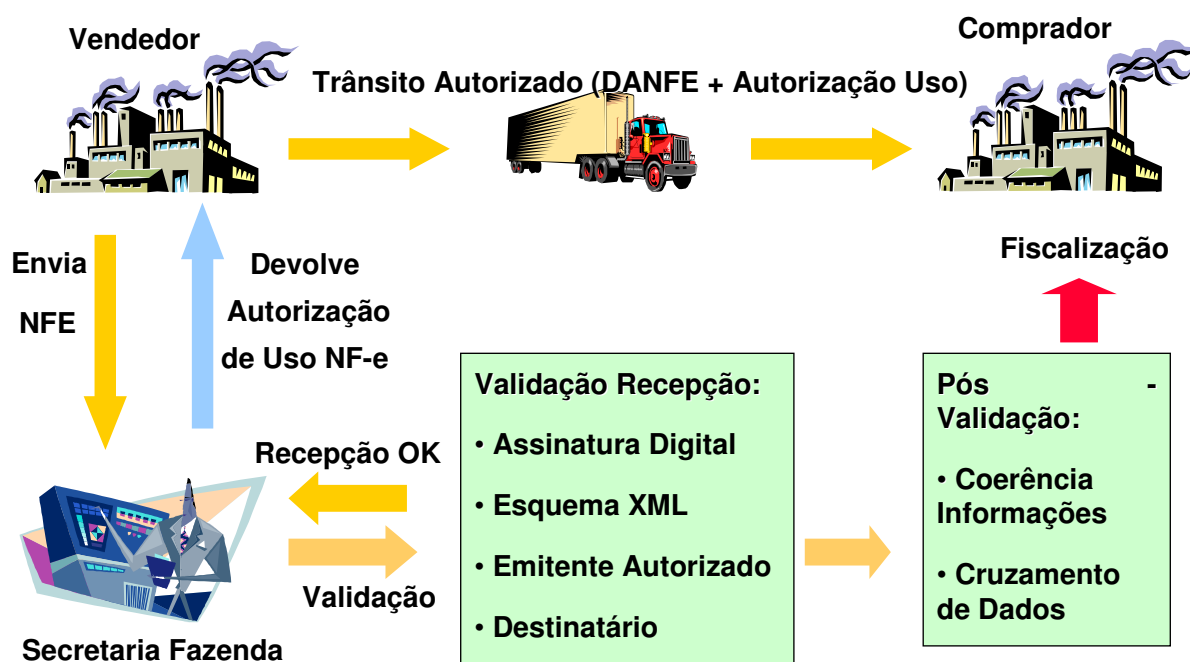 Vendedor
Comprador
Trânsito Autorizado (DANFE + Autorização Uso)
Envia
NFE
Devolve
Autorização
de Uso NF-e
Fiscalização
Recepção OK
Validação
Secretaria Fazenda
Validação Recepção:
• Assinatura Digital
• Esquema XML
• Emitente Autorizado
• Destinatário
Pós -
Validação:
• Coerência
Informações
• Cruzamento
de Dados